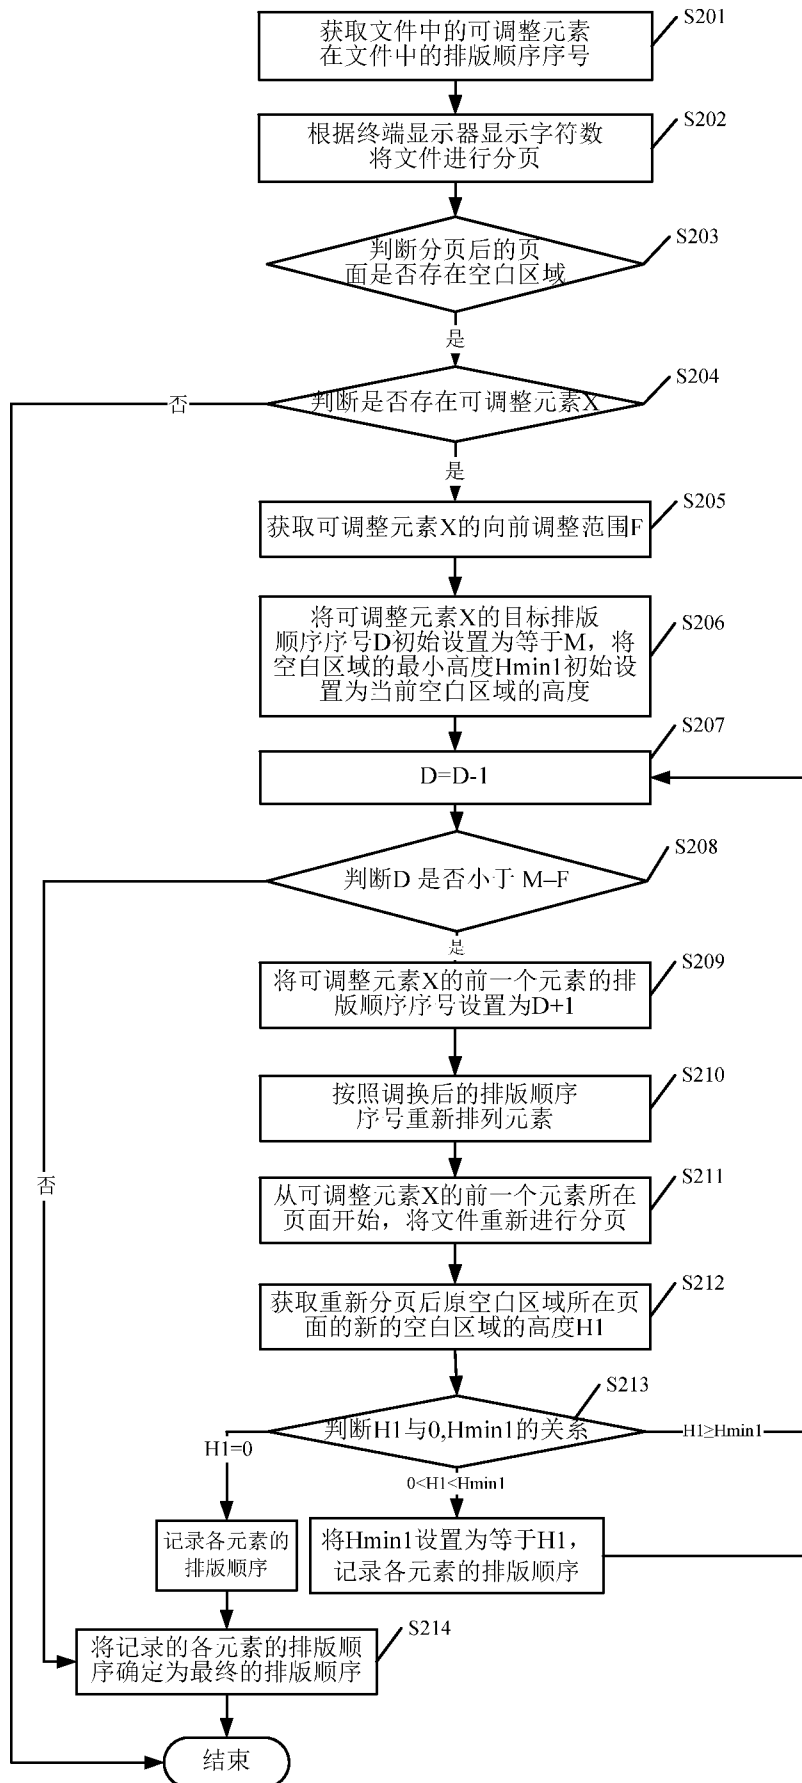 获取文件中的可调整元素
在文件中的排版顺序序号
S201
根据终端显示器显示字符数
将文件进行分页
S202
判断分页后的页
面是否存在空白区域
S203
是
判断是否存在可调整元素X
S204
否
是
获取可调整元素X的向前调整范围F
S205
将可调整元素X的目标排版
顺序序号D初始设置为等于M，将
空白区域的最小高度Hmin1初始设
置为当前空白区域的高度
S206
D=D-1
S207
判断D 是否小于 M–F
S208
是
否
将可调整元素X的前一个元素的排
版顺序序号设置为D+1
S209
按照调换后的排版顺序
序号重新排列元素
S210
从可调整元素X的前一个元素所在
页面开始，将文件重新进行分页
S211
获取重新分页后原空白区域所在页
面的新的空白区域的高度H1
S212
判断H1与0,Hmin1的关系
S213
H1=0
0<H1<Hmin1
H1≥Hmin1
记录各元素的
排版顺序
将Hmin1设置为等于H1，
记录各元素的排版顺序
将记录的各元素的排版顺
序确定为最终的排版顺序
S214
结束